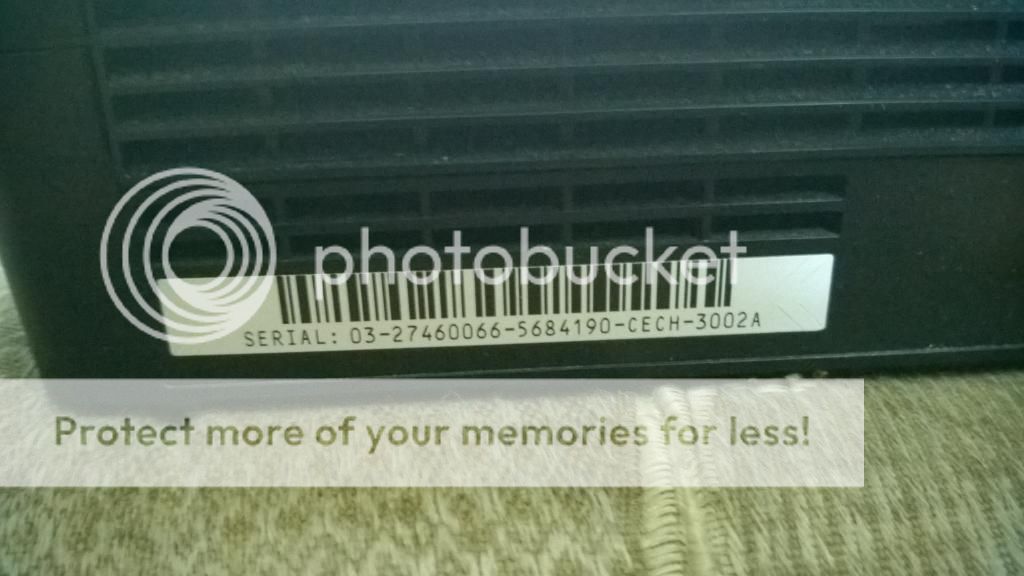 photobucket
SERIAL: 03-27460066-5684190-CECH-3002A
Protect more of your memories for less!